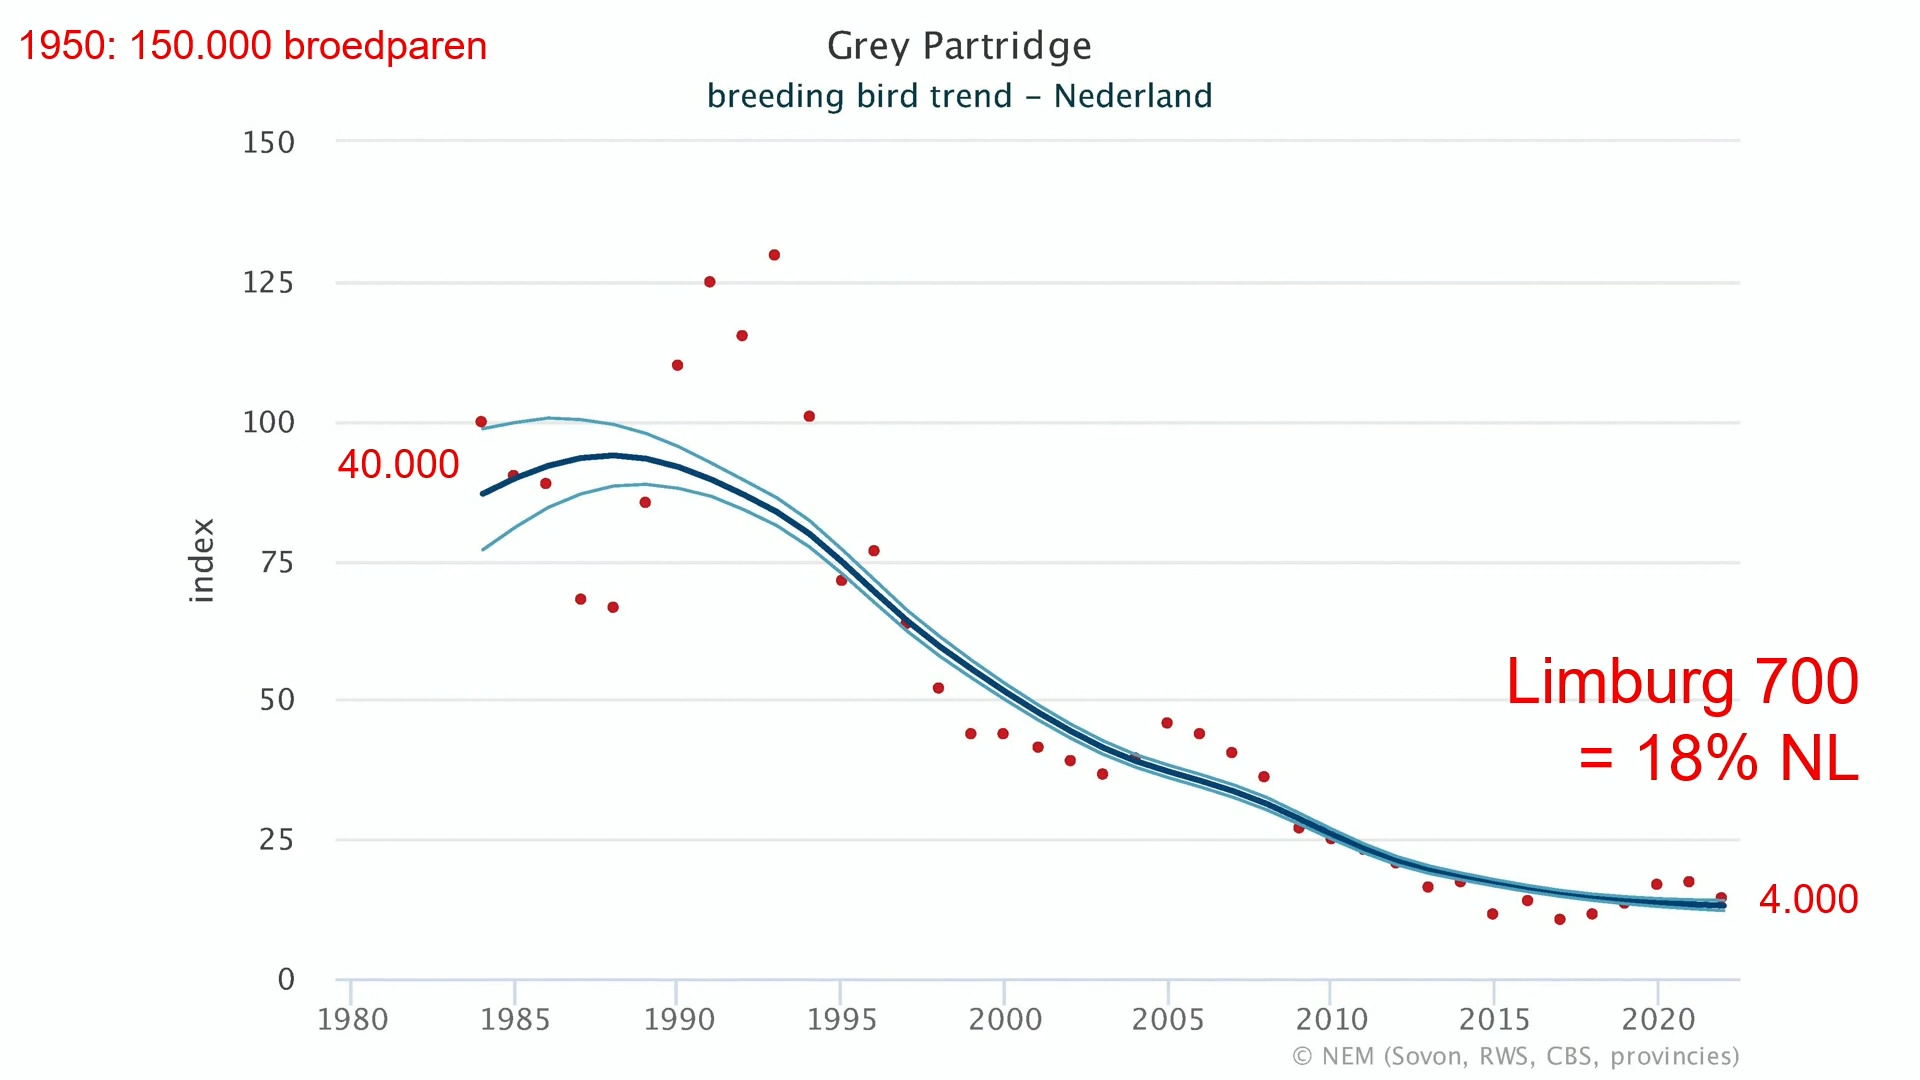 1950: 150.000 broedparen
Grey Partridge
breeding bird trend – Nederland
150
125
100
40.000
75
index
50
Limburg 700
= 18% NL
25
4.000
0
1980 1985 1990 1995 2000 2005 2010 2015 2020
© NEM (Sovon, RWS, CBS, provincies)